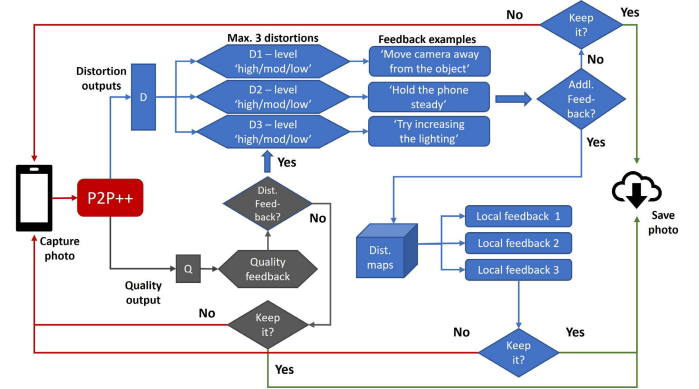 No
Keep
it?
Yes
Max. 3 distortions
Feedback examples
Distortion
outputs
D
D1 – level
‘high/mod/low’
‘Move camera away
from the object’
D2 – level
‘high/mod/low’
‘Hold the phone
steady‘
D3 – level
‘high/mod/low’
‘Try increasing
the lighting’
No
Addl.
Feed-
back?
Yes
Yes
P2P++
Capture
photo
Dist.
Feed-
back?
No
Quality
output
Q
Quality
feedback
Dist.
maps
Local feedback 1
Local feedback 2
Local feedback 3
Save
photo
No
Keep
it?
Yes
No
Keep
it?
Yes